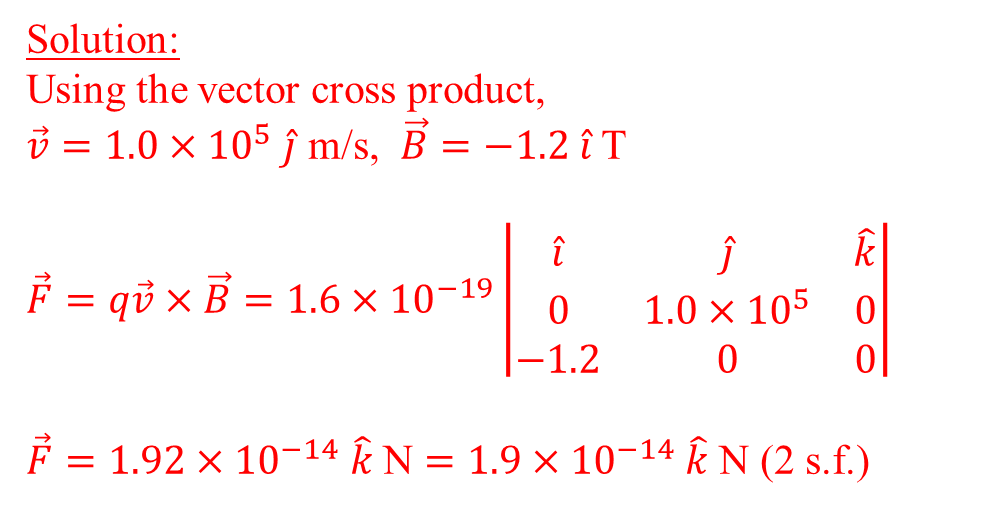 Solution:
Using the vector cross product,
v⃗ = 1.0 × 10⁵ ĵ m/s, B⃗ = −1.2 î T
F⃗ = qv⃗ × B⃗ = 1.6 × 10⁻¹⁹ | î ĵ k̂ |
| 0 1.0 × 10⁵ 0 |
| −1.2 0 0 |
F⃗ = 1.92 × 10⁻¹⁴ k̂ N = 1.9 × 10⁻¹⁴ k̂ N (2 s.f.)